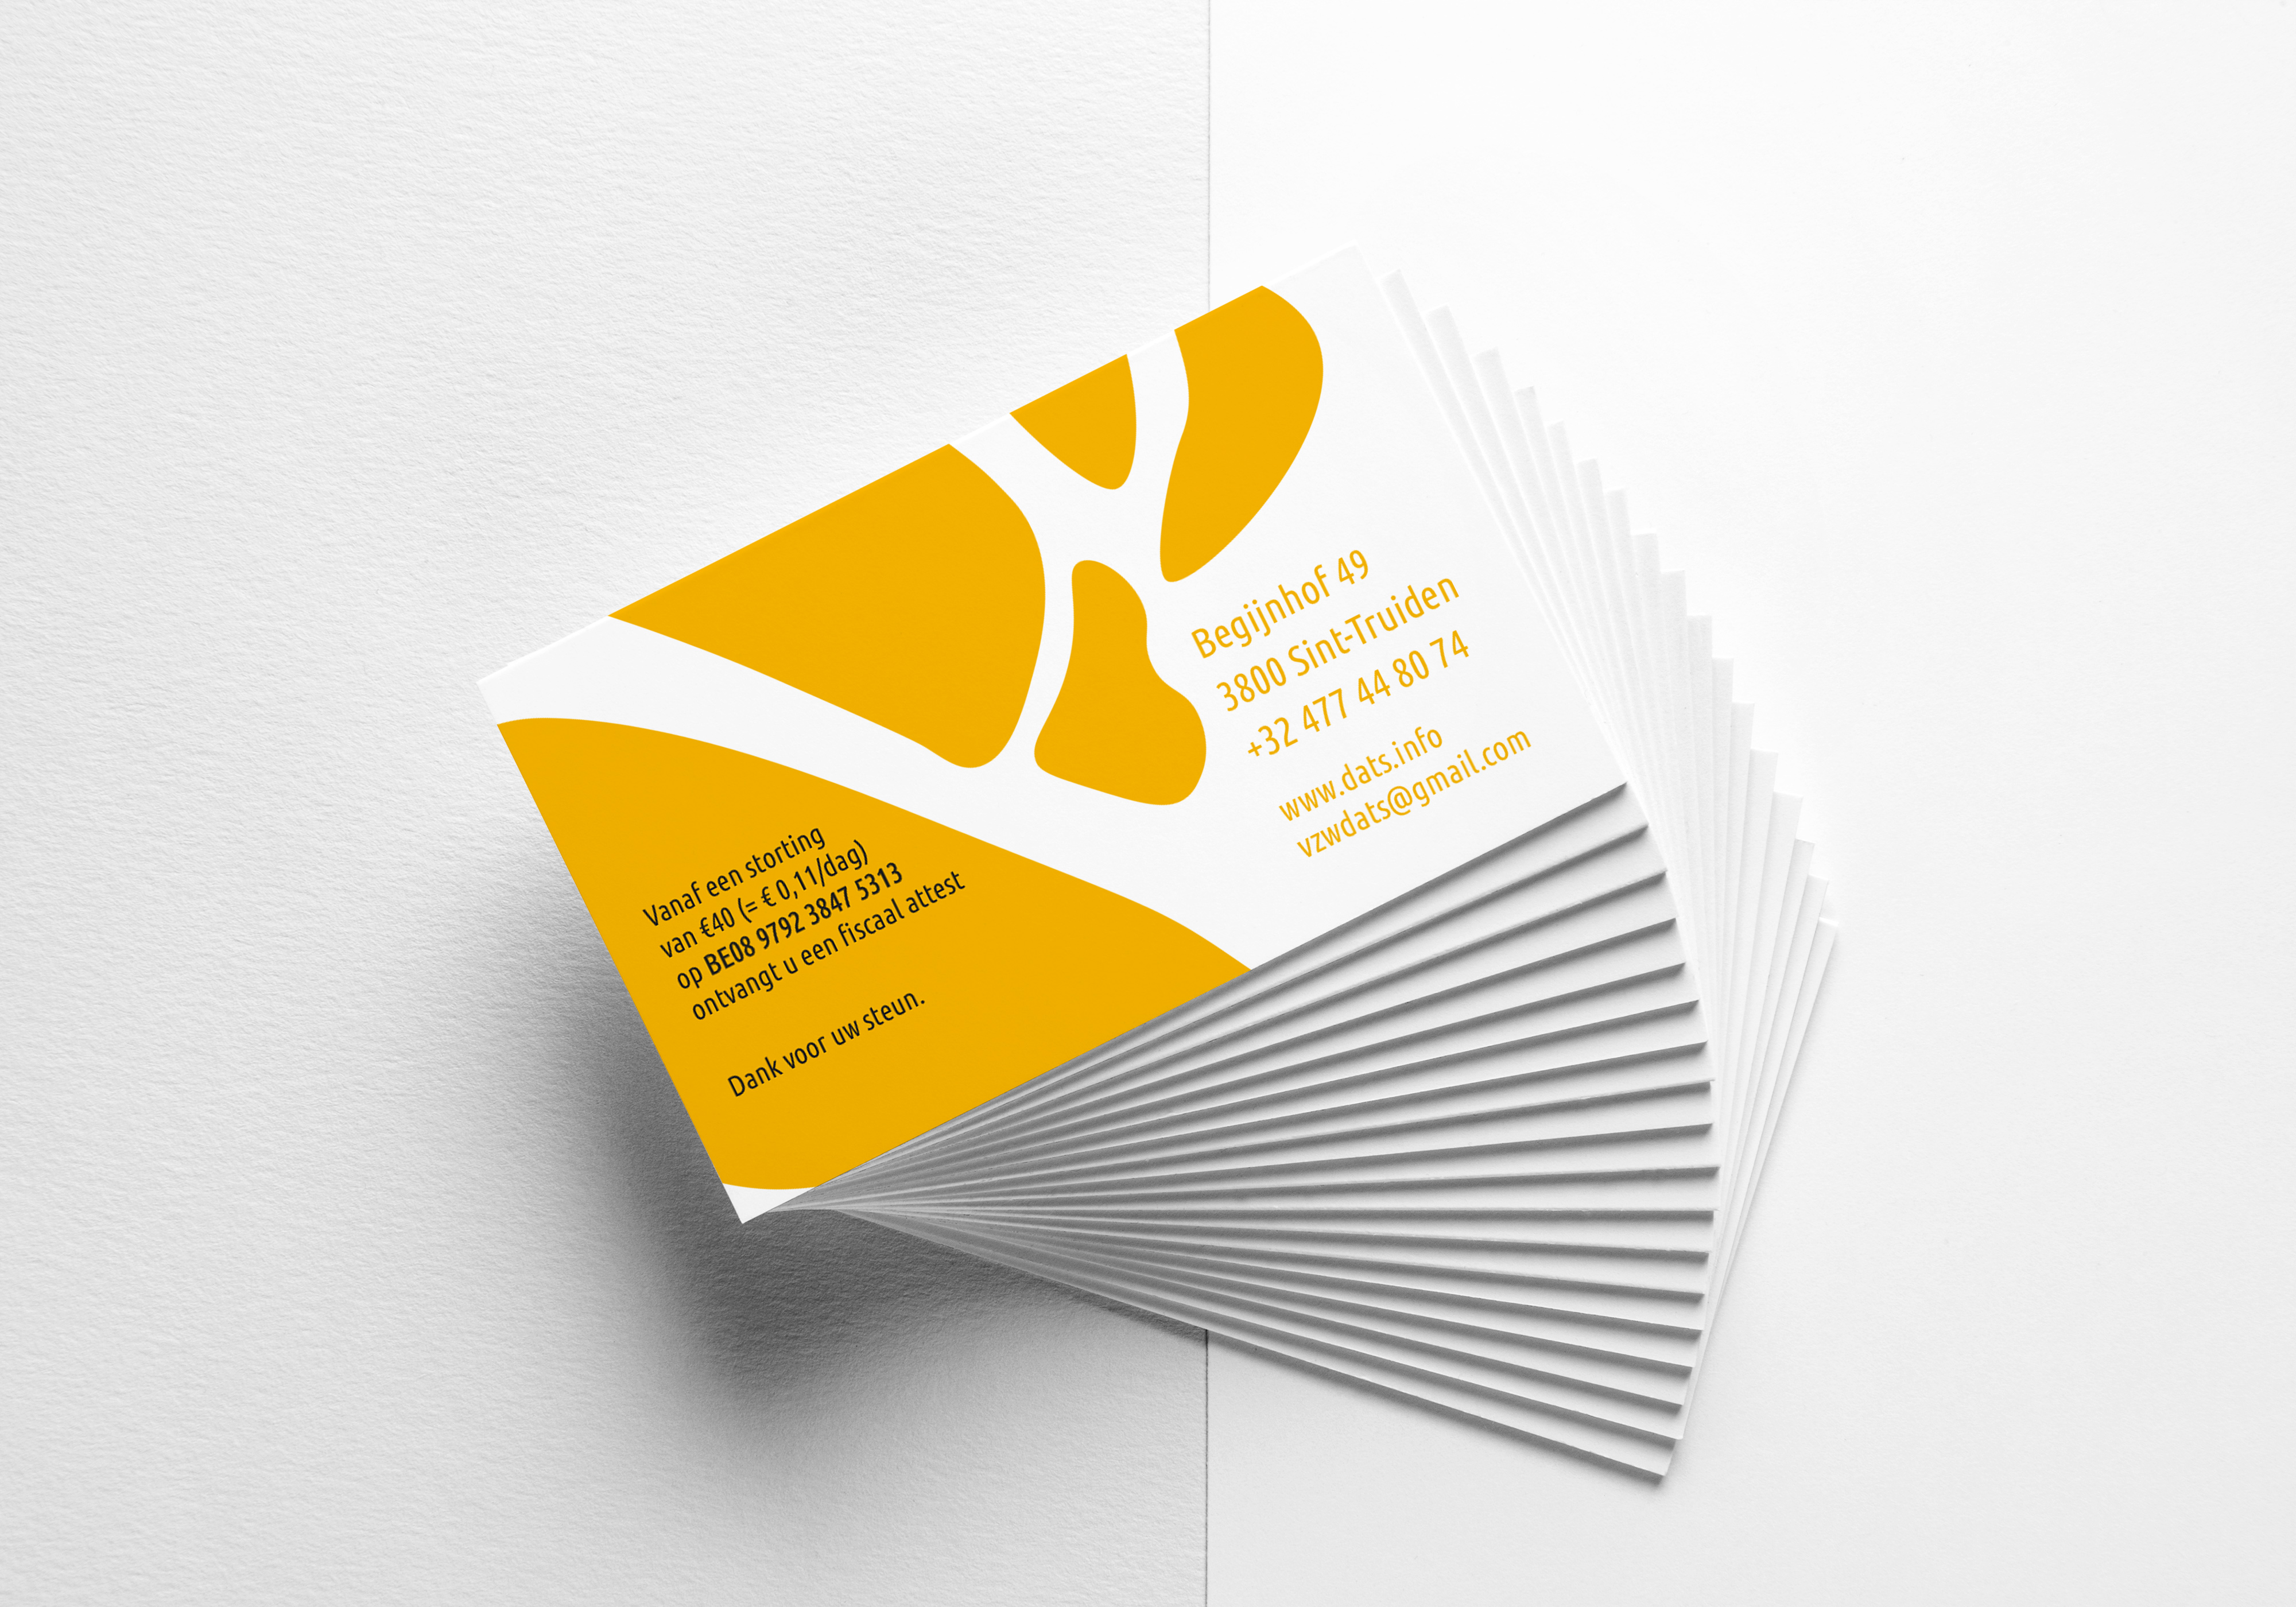 Begijnhof 49
3800 Sint-Truiden
+32 477 44 80 74
www.dats.info
vzwdats@gmail.com
Vanaf een storting
van €40 (= € 0,11/dag)
op BE08 9792 3847 5313
ontvangt u een fiscaal attest
Dank voor uw steun.